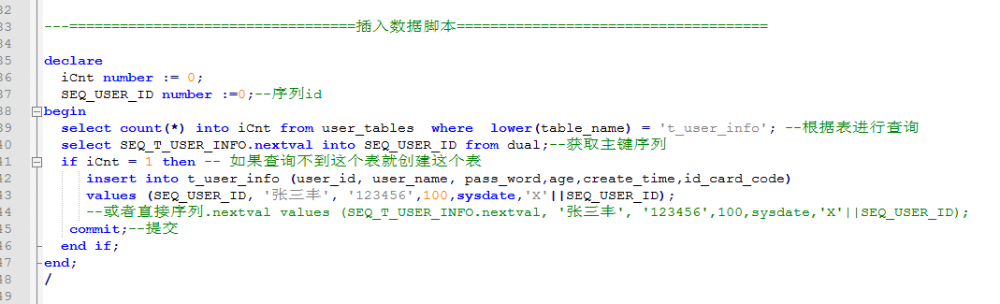 32
33 ---==================================插入数据脚本=====================================
34
35 declare
36 iCnt number := 0;
37 SEQ_USER_ID number :=0;--序列id
38 begin
39 select count(*) into iCnt from user_tables  where  lower(table_name) = 't_user_info'; --根据表进行查询
40 select SEQ_T_USER_INFO.nextval into SEQ_USER_ID from dual;--获取主键序列
41 if iCnt = 1 then -- 如果查询不到这个表就创建这个表
42 insert into t_user_info (user_id, user_name, pass_word,age,create_time,id_card_code)
43 values (SEQ_USER_ID, '张三丰', '123456',100,sysdate,'X'||SEQ_USER_ID);
44 --或者直接序列.nextval values (SEQ_T_USER_INFO.nextval, '张三丰', '123456',100,sysdate,'X'||SEQ_USER_ID);
45 commit;--提交
46 end if;
47 end;
48 /
49